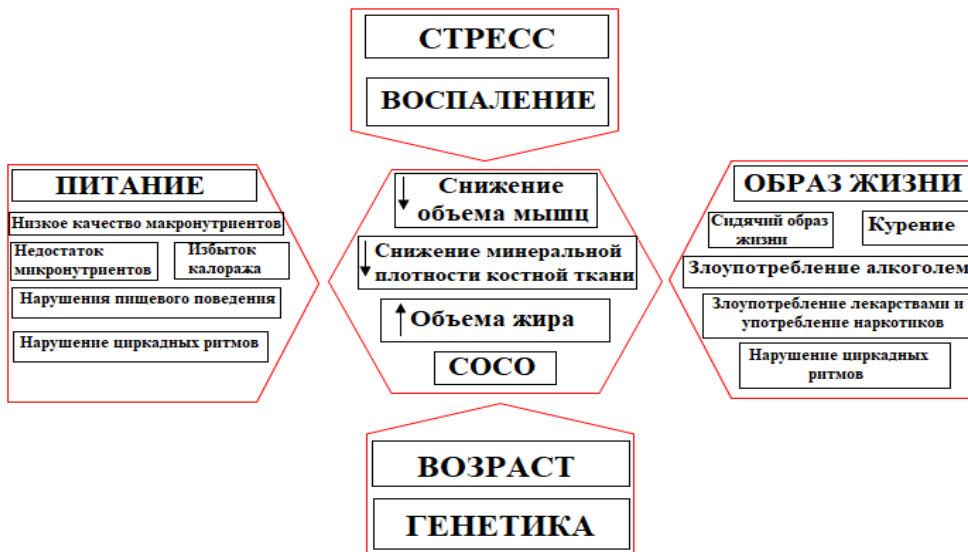 СТРЕСС
ВОСПАЛЕНИЕ
ПИТАНИЕ
Низкое качество макронутриентов
Недостаток
микронутриентов
Избыток
калоража
Нарушения пищевого поведения
Нарушение циркадных ритмов
↓ Снижение
объема мышц
↓ Снижение минеральной
плотности костной ткани
↑ Объема жира
СОСО
ОБРАЗ ЖИЗНИ
Сидячий образ
жизни
Курение
Злоупотребление алкоголем
Злоупотребление лекарствами и
употребление наркотиков
Нарушение циркадных
ритмов
ВОЗРАСТ
ГЕНЕТИКА